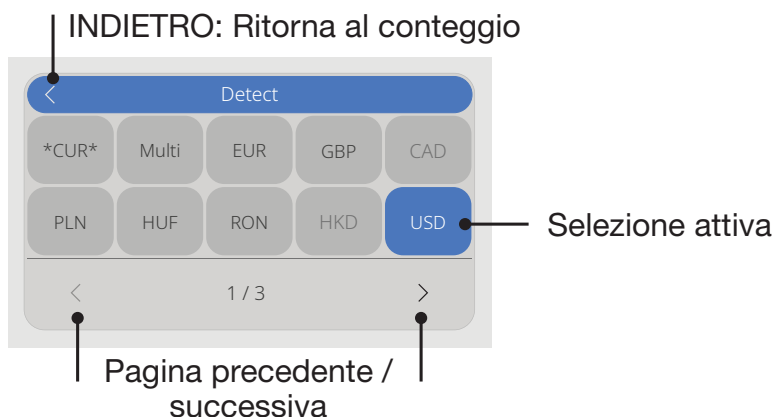 INDIETRO: Ritorna al conteggio
Detect
*CUR* Multi EUR GBP CAD
PLN HUF RON HKD USD
Selezione attiva
1 / 3
Pagina precedente /
successiva